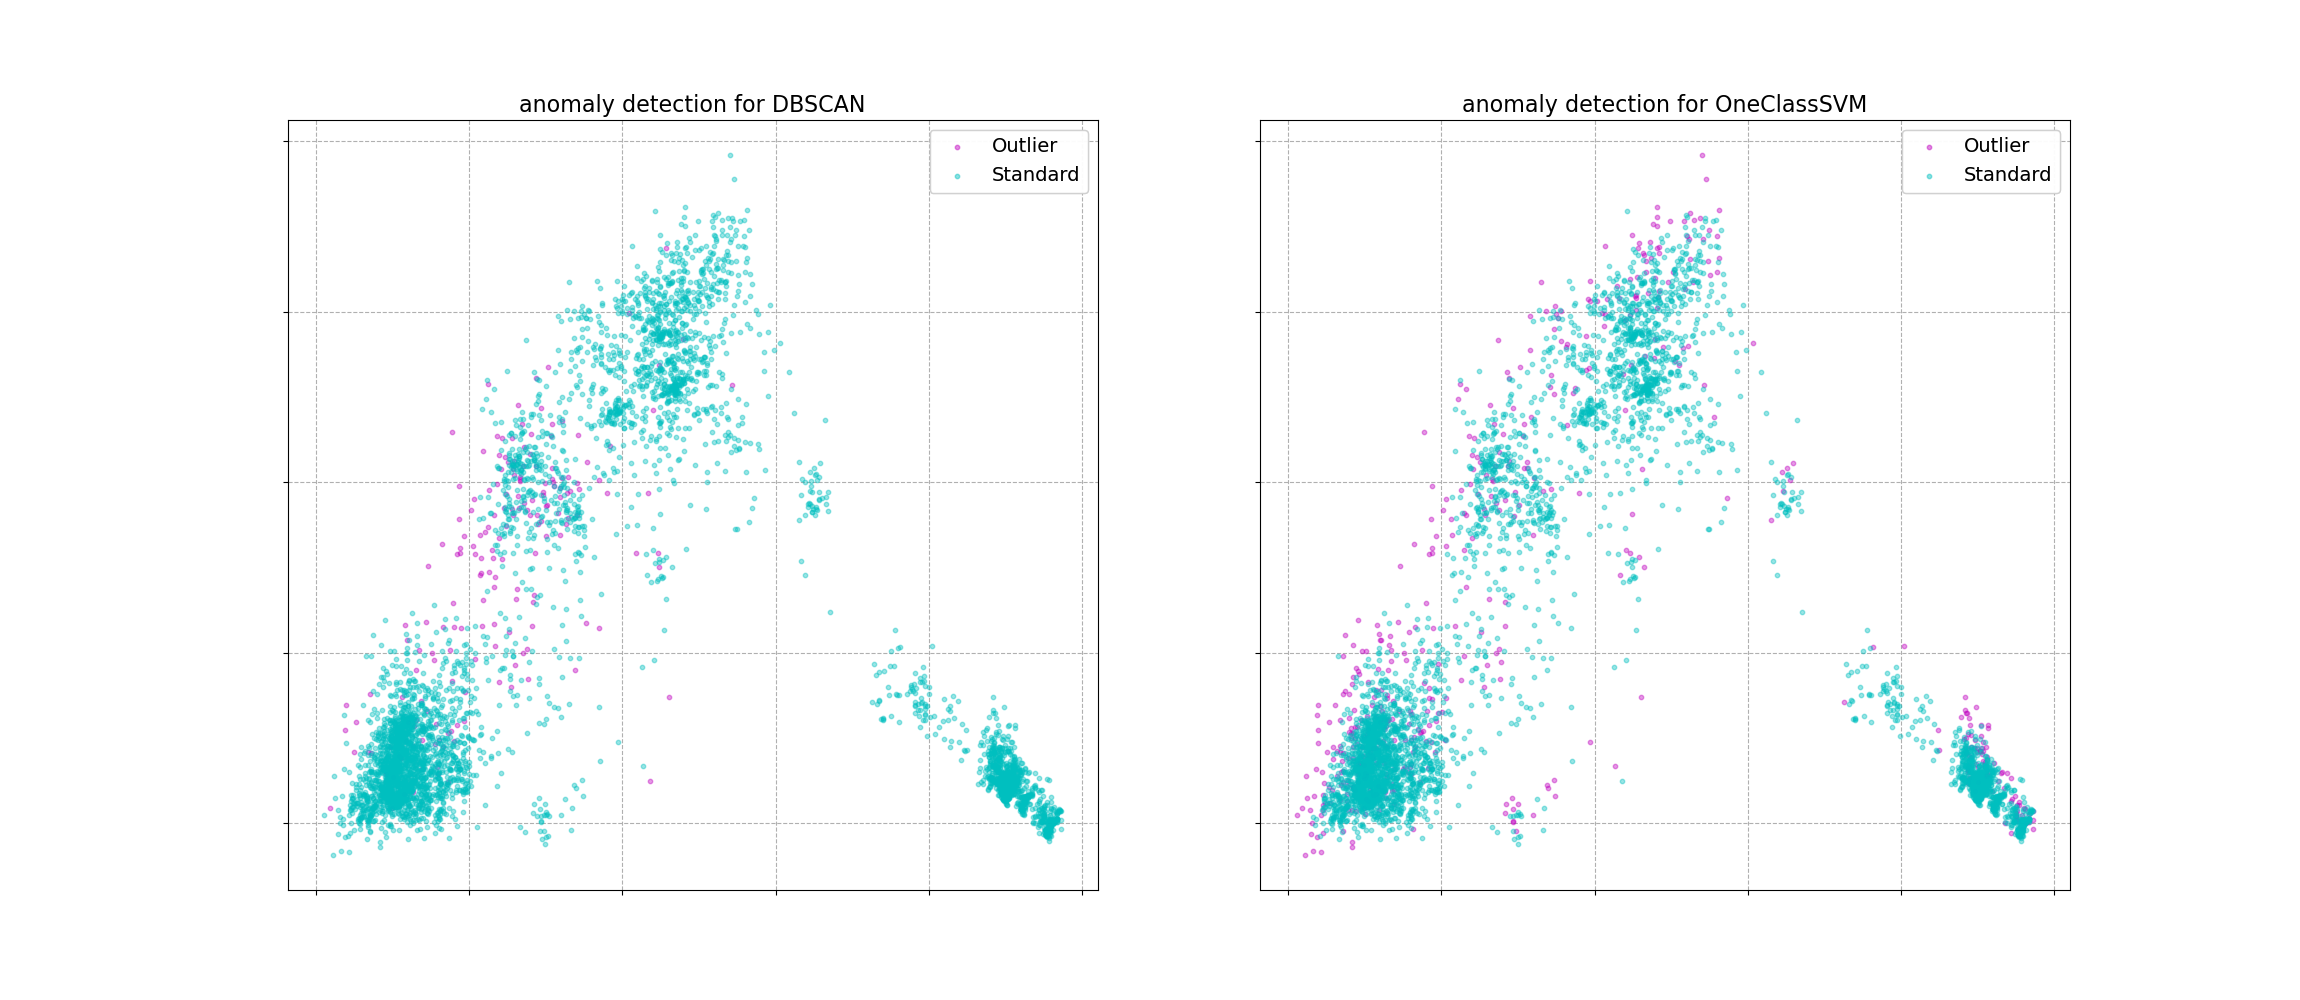 anomaly detection for DBSCAN
Outlier
Standard
anomaly detection for OneClassSVM
Outlier
Standard